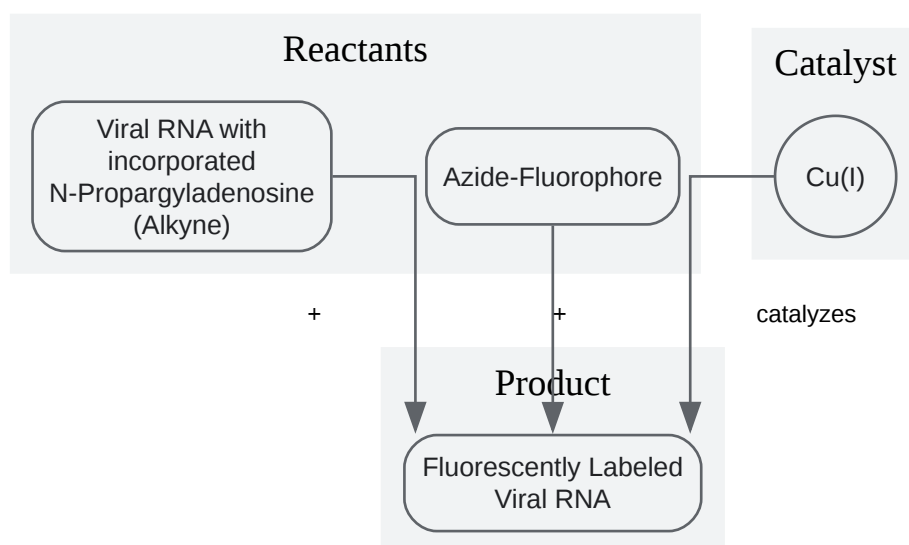 Reactants
Catalyst
Viral RNA with
incorporated
N-Propargyladenosine
(Alkyne)
Azide-Fluorophore
Cu(I)
+
+
catalyzes
Product
Fluorescently Labeled
Viral RNA